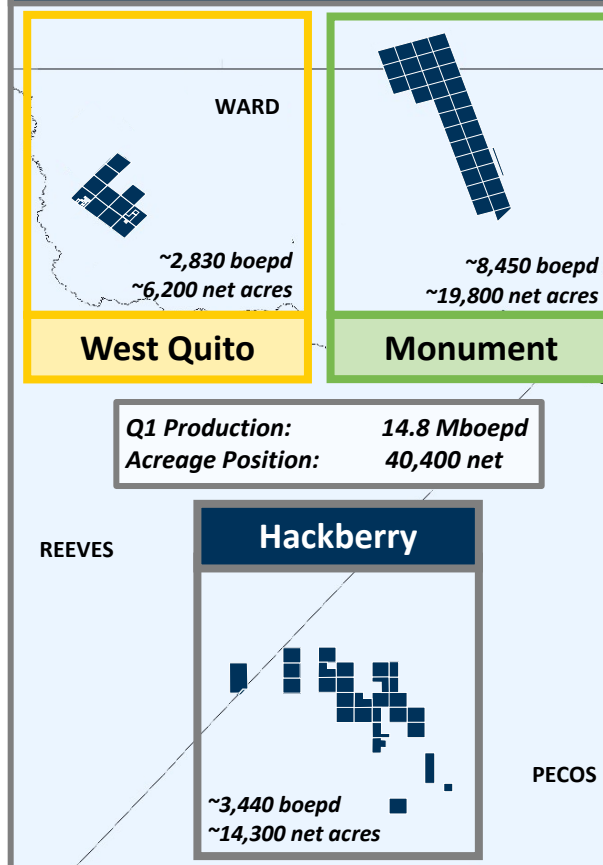 WARD
~2,830 boepd
~6,200 net acres
West Quito
~8,450 boepd
~19,800 net acres
Monument
Q1 Production: 14.8 Mboepd
Acreage Position: 40,400 net
REEVES
Hackberry
~3,440 boepd
~14,300 net acres
PECOS